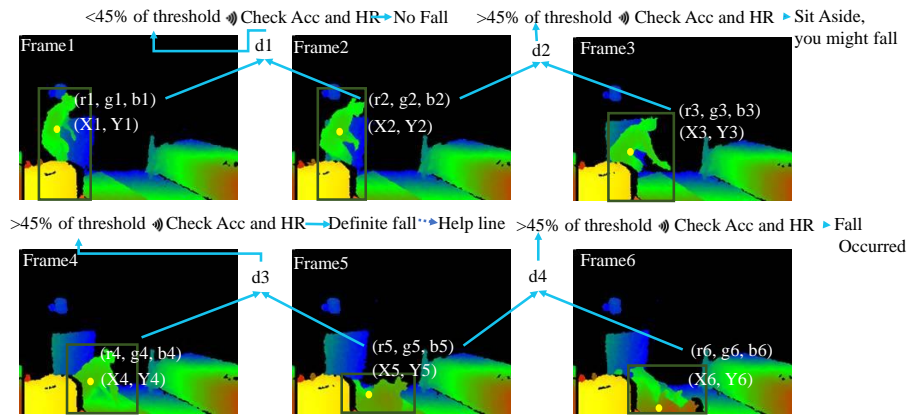 <45% of threshold Check Acc and HR No Fall
>45% of threshold Check Acc and HR Sit Aside,
you might fall
Frame1
d1
Frame2
d2
Frame3
(r1, g1, b1)
(X1, Y1)
(r2, g2, b2)
(X2, Y2)
(r3, g3, b3)
(X3, Y3)
>45% of threshold Check Acc and HR Definite fall Help line
>45% of threshold Check Acc and HR Fall
Occurred
Frame4
d3
Frame5
d4
Frame6
(r4, g4, b4)
(X4, Y4)
(r5, g5, b5)
(X5, Y5)
(r6, g6, b6)
(X6, Y6)